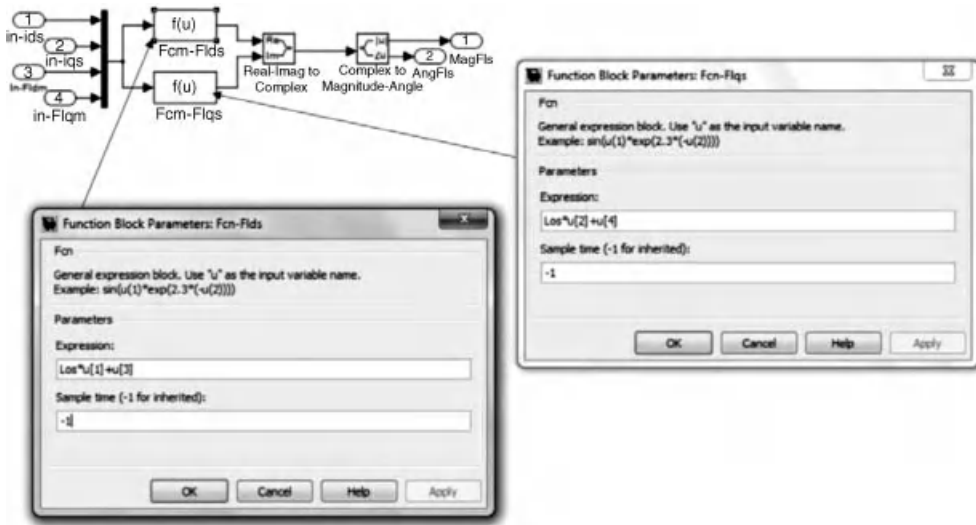 1
in-ids
2
in-iqs
3
In-Fldm
4
in-Flqm
f(u)
Fcm-Flds
f(u)
Fcm-Flqs
Re
Im
Real-Imag to
Complex
|u|
∠u
Complex to
Magnitude-Angle
1
MagFls
2
AngFls
Function Block Parameters: Fcn-Flqs
Fcn
General expression block. Use "u" as the input variable name.
Example: sin(u(1)*exp(2.3*(-u(2))))
Parameters
Expression:
Los*u[2]+u[4]
Sample time (-1 for inherited):
-1
OK
Cancel
Help
Apply
Function Block Parameters: Fcn-Flds
Fcn
General expression block. Use "u" as the input variable name.
Example: sin(u(1)*exp(2.3*(-u(2))))
Parameters
Expression:
Los*u[1]+u[3]
Sample time (-1 for inherited):
-1
OK
Cancel
Help
Apply